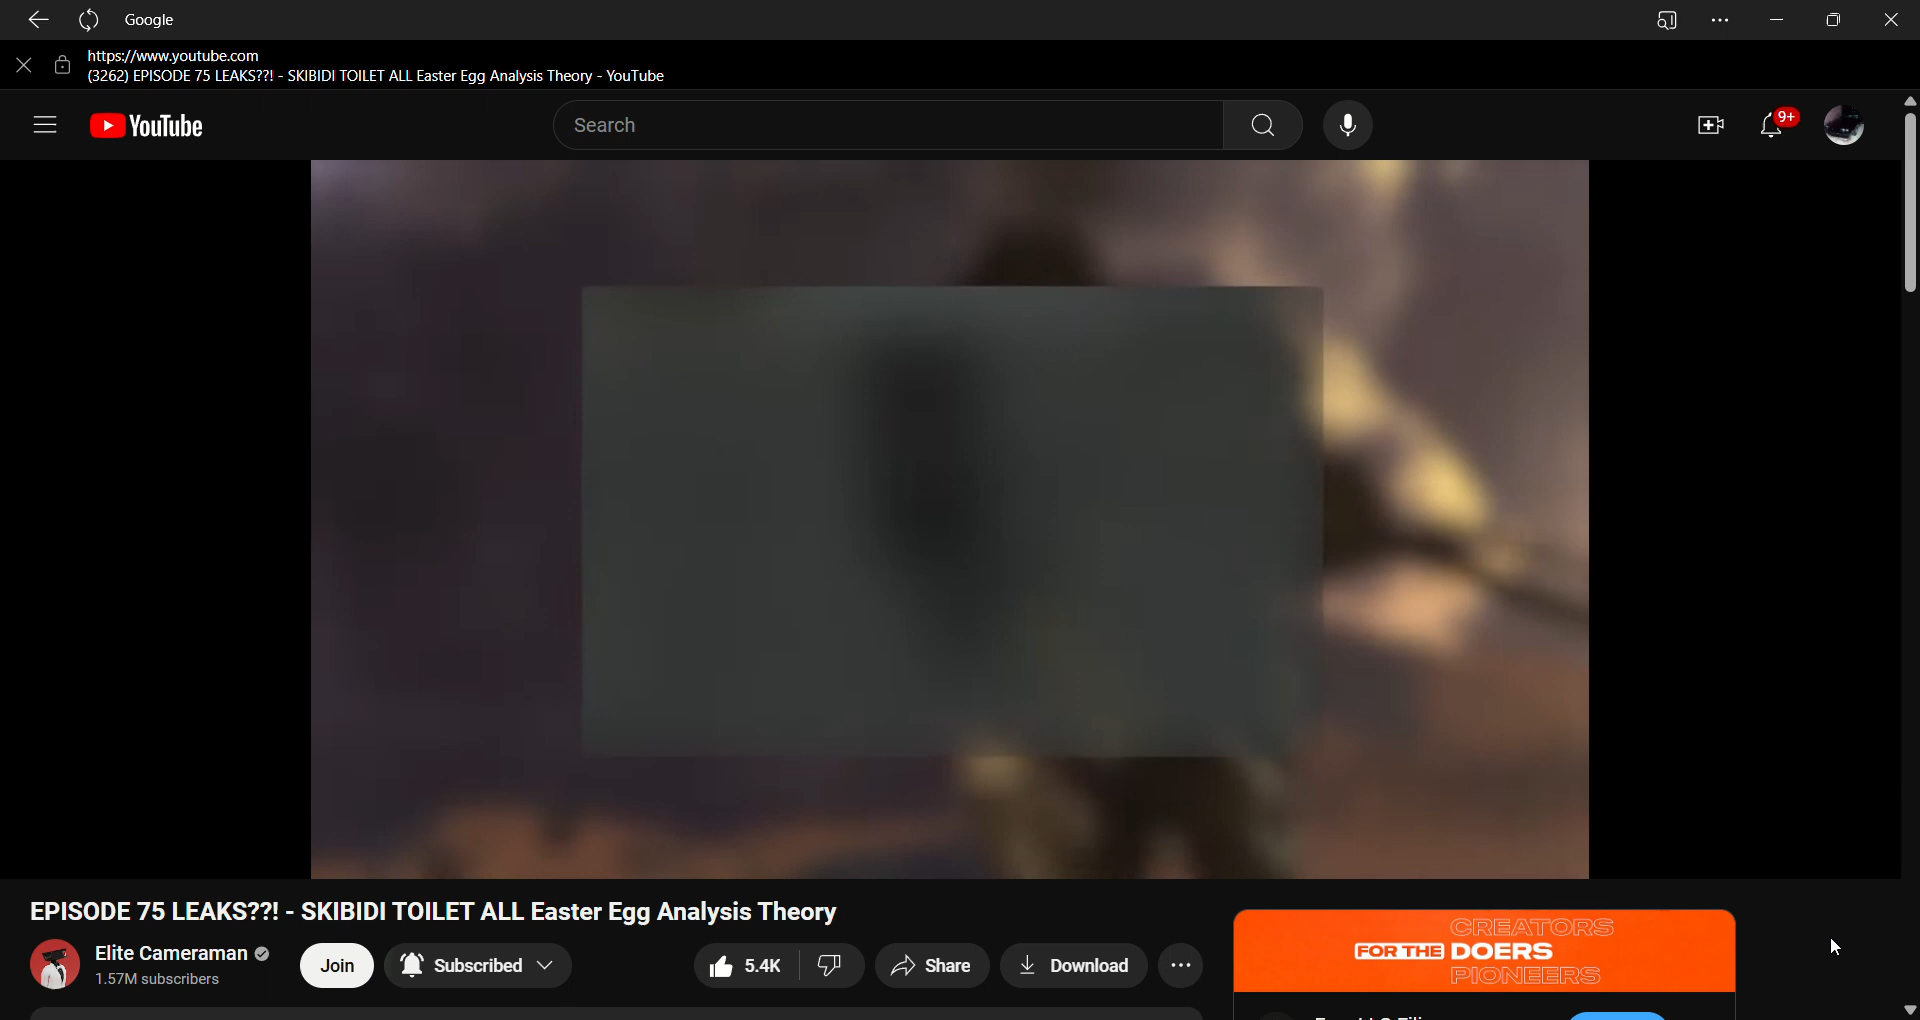 Google
https://www.youtube.com
(3262) EPISODE 75 LEAKS??! - SKIBIDI TOILET ALL Easter Egg Analysis Theory - YouTube
YouTube
Search
9+
EPISODE 75 LEAKS??! - SKIBIDI TOILET ALL Easter Egg Analysis Theory
Elite Cameraman
1.57M subscribers
Join
Subscribed
5.4K
Share
Download
CREATORS
FOR THE DOERS
PIONEERS